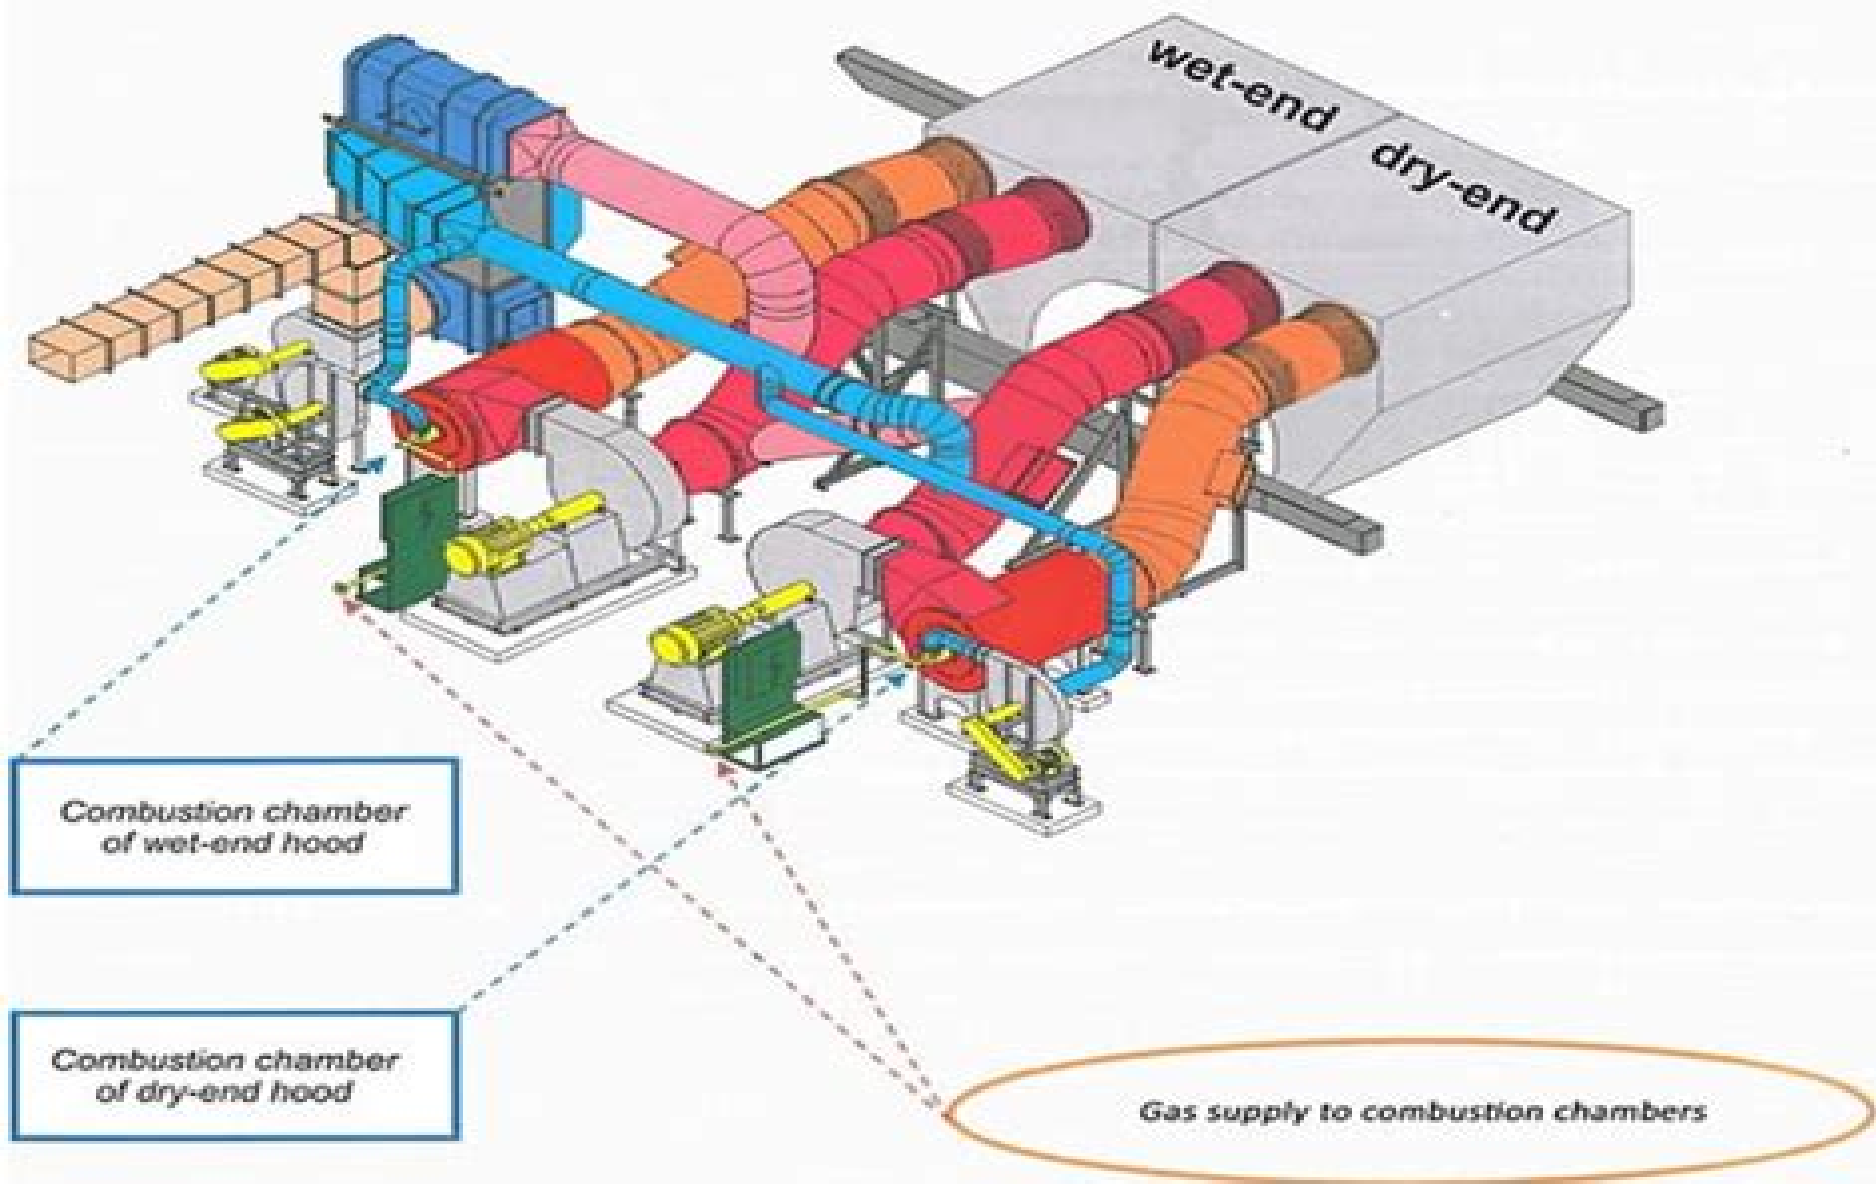 wet-end
dry-end
Combustion chamber
of wet-end hood
Combustion chamber
of dry-end hood
Gas supply to combustion chambers